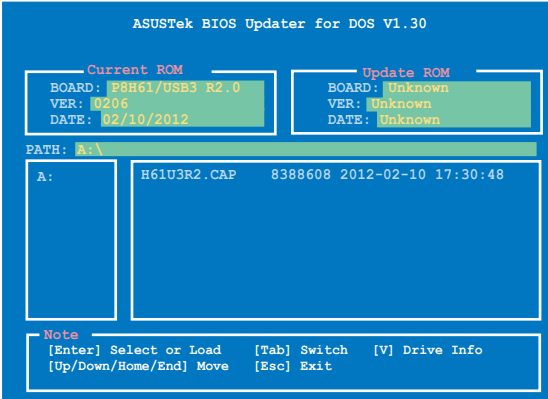 ASUSTek BIOS Updater for DOS V1.30
Current ROM
BOARD: P8H61/USB3 R2.0
VER: 0206
DATE: 02/10/2012
Update ROM
BOARD: Unknown
VER: Unknown
DATE: Unknown
PATH: A:\
A:
H61U3R2.CAP 8388608 2012-02-10 17:30:48
Note
[Enter] Select or Load [Tab] Switch [V] Drive Info
[Up/Down/Home/End] Move [Esc] Exit